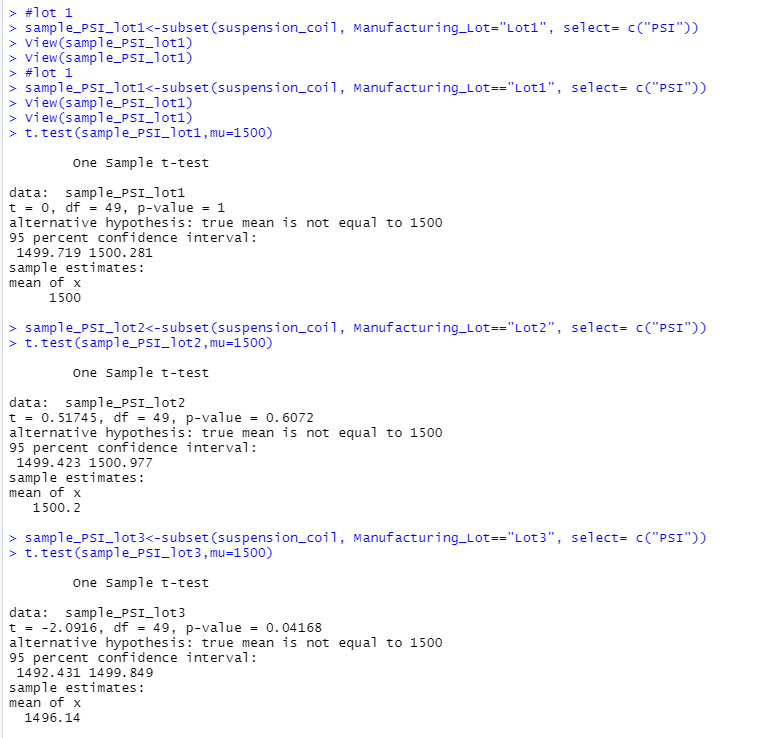 > #lot 1
> sample_PSI_lot1<-subset(suspension_coil, Manufacturing_Lot="Lot1", select= c("PSI"))
> View(sample_PSI_lot1)
> View(sample_PSI_lot1)
> #lot 1
> sample_PSI_lot1<-subset(suspension_coil, Manufacturing_Lot=="Lot1", select= c("PSI"))
> View(sample_PSI_lot1)
> View(sample_PSI_lot1)
> t.test(sample_PSI_lot1,mu=1500)
One Sample t-test
data: sample_PSI_lot1
t = 0, df = 49, p-value = 1
alternative hypothesis: true mean is not equal to 1500
95 percent confidence interval:
1499.719 1500.281
sample estimates:
mean of x
1500
> sample_PSI_lot2<-subset(suspension_coil, Manufacturing_Lot=="Lot2", select= c("PSI"))
> t.test(sample_PSI_lot2,mu=1500)
One Sample t-test
data: sample_PSI_lot2
t = 0.51745, df = 49, p-value = 0.6072
alternative hypothesis: true mean is not equal to 1500
95 percent confidence interval:
1499.423 1500.977
sample estimates:
mean of x
1500.2
> sample_PSI_lot3<-subset(suspension_coil, Manufacturing_Lot=="Lot3", select= c("PSI"))
> t.test(sample_PSI_lot3,mu=1500)
One Sample t-test
data: sample_PSI_lot3
t = -2.0916, df = 49, p-value = 0.04168
alternative hypothesis: true mean is not equal to 1500
95 percent confidence interval:
1492.431 1499.849
sample estimates:
mean of x
1496.14